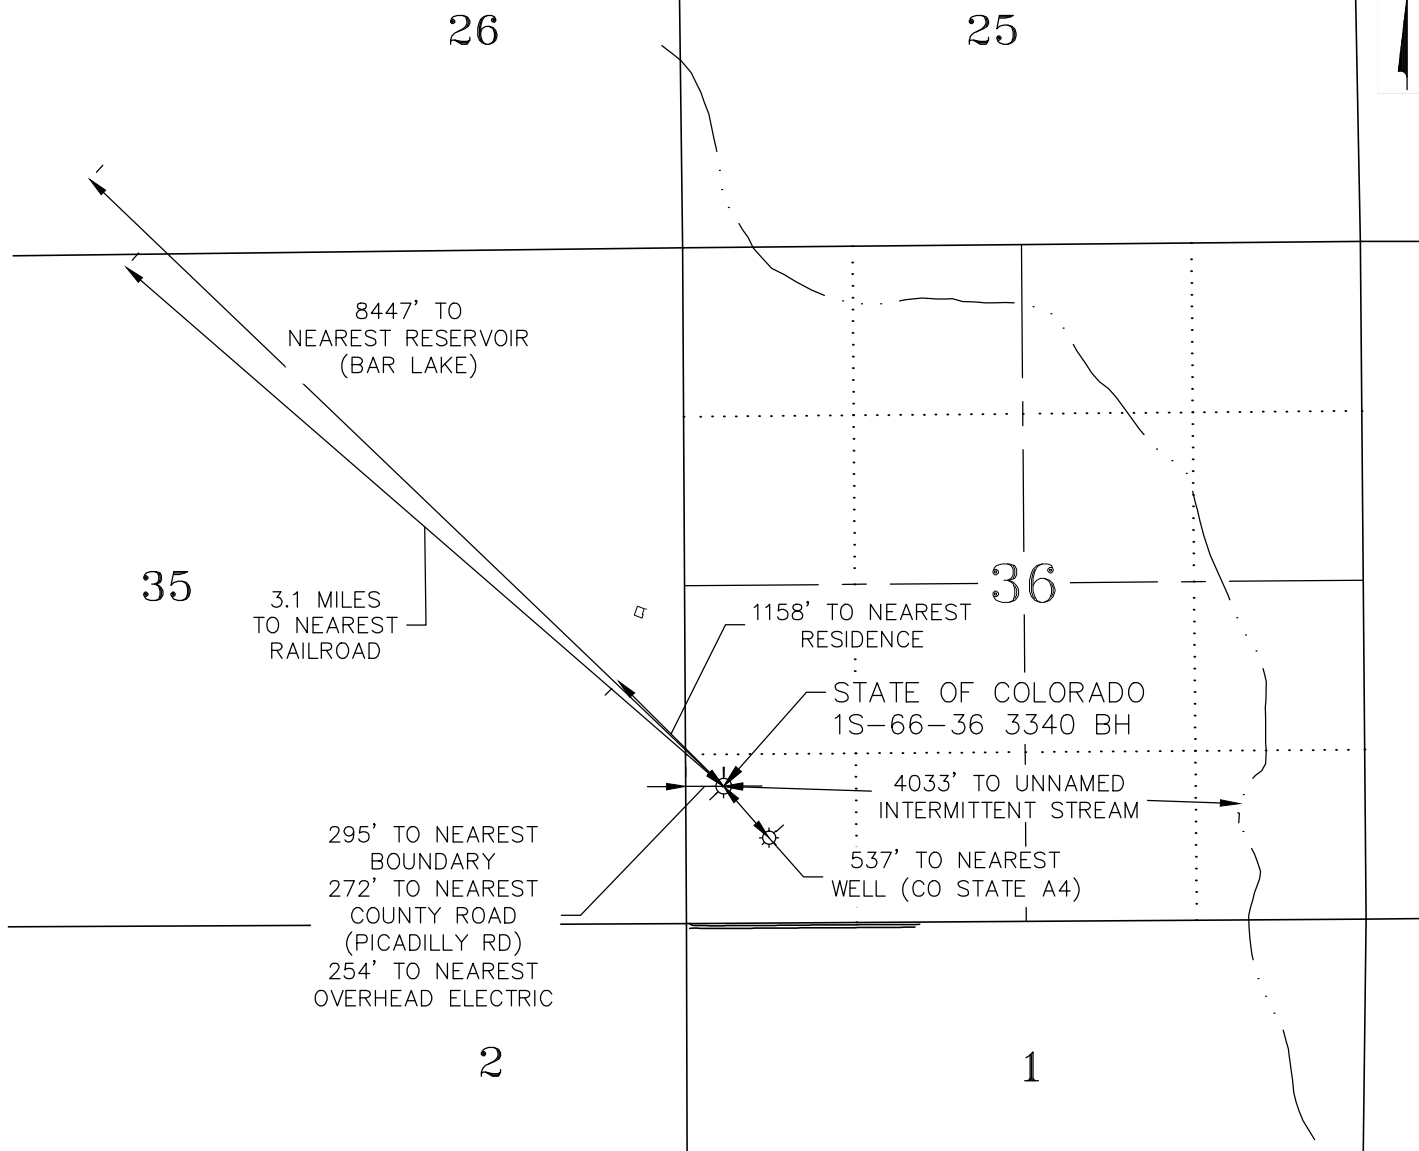 26
25
8447' TO
NEAREST RESERVOIR
(BAR LAKE)
35
3.1 MILES
TO NEAREST
RAILROAD
36
1158' TO NEAREST
RESIDENCE
STATE OF COLORADO
1S-66-36 3340 BH
4033' TO UNNAMED
INTERMITTENT STREAM
295' TO NEAREST
BOUNDARY
272' TO NEAREST
COUNTY ROAD
(PICADILLY RD)
254' TO NEAREST
OVERHEAD ELECTRIC
537' TO NEAREST
WELL (CO STATE A4)
2
1